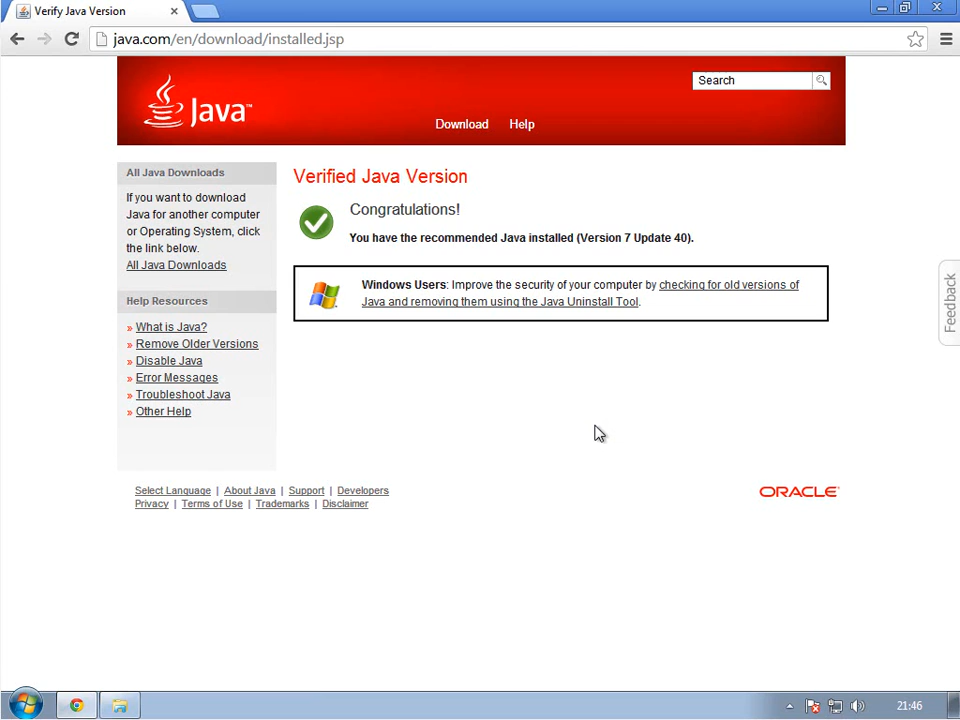 Verify Java Version
java.com/en/download/installed.jsp
Java™
Search
Download Help
All Java Downloads
If you want to download
Java for another computer
or Operating System, click
the link below.
All Java Downloads
Help Resources
» What is Java?
» Remove Older Versions
» Disable Java
» Error Messages
» Troubleshoot Java
» Other Help
Verified Java Version
Congratulations!
You have the recommended Java installed (Version 7 Update 40).
Windows Users: Improve the security of your computer by checking for old versions of
Java and removing them using the Java Uninstall Tool.
Feedback
Select Language | About Java | Support | Developers
Privacy | Terms of Use | Trademarks | Disclaimer
ORACLE
21:46